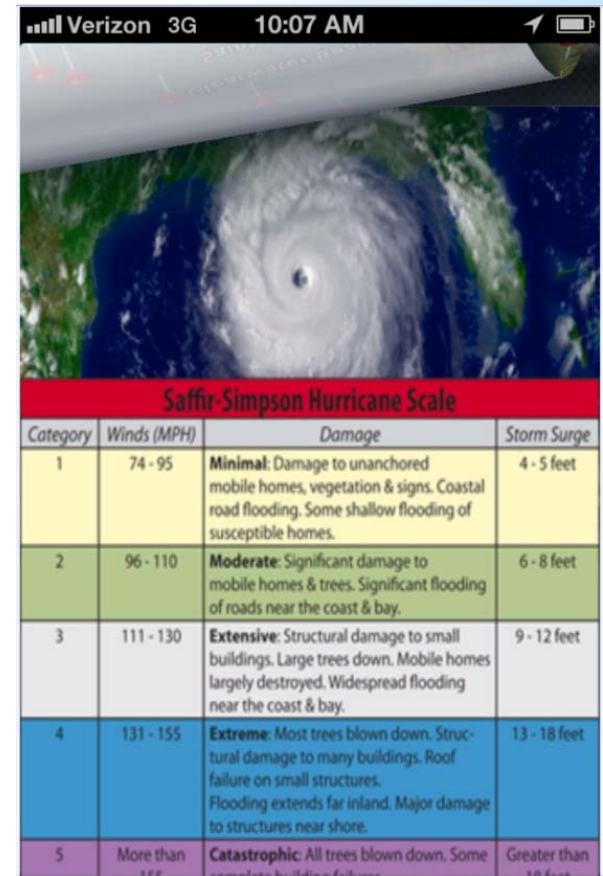 Verizon 3G 10:07 AM
Saffir-Simpson Hurricane Scale
Category Winds (MPH) Damage Storm Surge
1 74 - 95 Minimal: Damage to unanchored 4 - 5 feet
mobile homes, vegetation & signs. Coastal
road flooding. Some shallow flooding of
susceptible homes.
2 96 - 110 Moderate: Significant damage to 6 - 8 feet
mobile homes & trees. Significant flooding
of roads near the coast & bay.
3 111 - 130 Extensive: Structural damage to small 9 - 12 feet
buildings. Large trees down. Mobile homes
largely destroyed. Widespread flooding
near the coast & bay.
4 131 - 155 Extreme: Most trees blown down. Struc-
tural damage to many buildings. Roof 13 - 18 feet
failure on small structures.
Flooding extends far inland. Major damage
to structures near shore.
5 More than Catastrophic: All trees blown down. Some Greater than